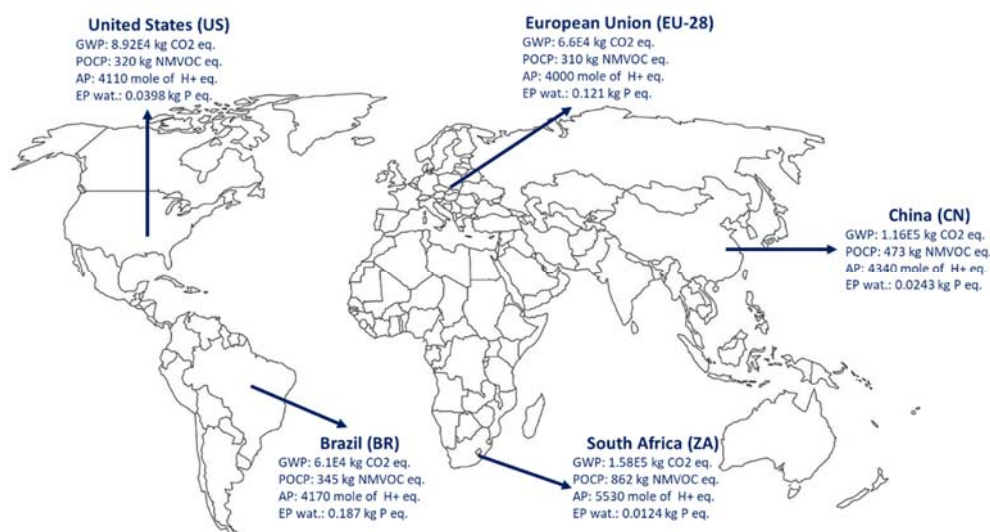 United States (US)
GWP: 8.92E4 kg CO2 eq.
POCP: 320 kg NMVOC eq.
AP: 4110 mole of H+ eq.
EP wat.: 0.0398 kg P eq.
European Union (EU-28)
GWP: 6.6E4 kg CO2 eq.
POCP: 310 kg NMVOC eq.
AP: 4000 mole of H+ eq.
EP wat.: 0.121 kg P eq.
China (CN)
GWP: 1.16E5 kg CO2 eq.
POCP: 473 kg NMVOC eq.
AP: 4340 mole of H+ eq.
EP wat.: 0.0243 kg P eq.
Brazil (BR)
GWP: 6.1E4 kg CO2 eq.
POCP: 345 kg NMVOC eq.
AP: 4170 mole of H+ eq.
EP wat.: 0.187 kg P eq.
South Africa (ZA)
GWP: 1.58E5 kg CO2 eq.
POCP: 862 kg NMVOC eq.
AP: 5530 mole of H+ eq.
EP wat.: 0.0124 kg P eq.